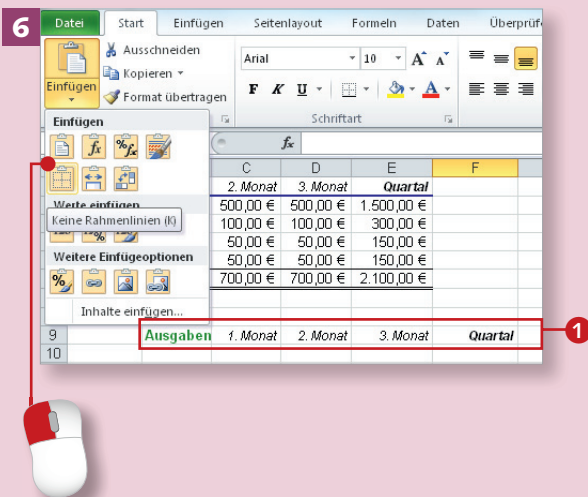 6
Datei Start Einfügen Seitenlayout Formeln Daten
Ausschneiden
Kopieren
Format übertragen
Einfügen
Arial 10 A A
F K U A
Schriftart
Einfügen
fx %fx
fx
Keine Rahmenlinien (K)
Weitere Einfügeoptionen
%
Inhalte einfügen...
C D E F
2. Monat 3. Monat Quartal
500,00 € 500,00 € 1.500,00 €
100,00 € 100,00 € 300,00 €
50,00 € 50,00 € 150,00 €
50,00 € 50,00 € 150,00 €
700,00 € 700,00 € 2.100,00 €
9 Ausgaben 1. Monat 2. Monat 3. Monat Quartal
1
10